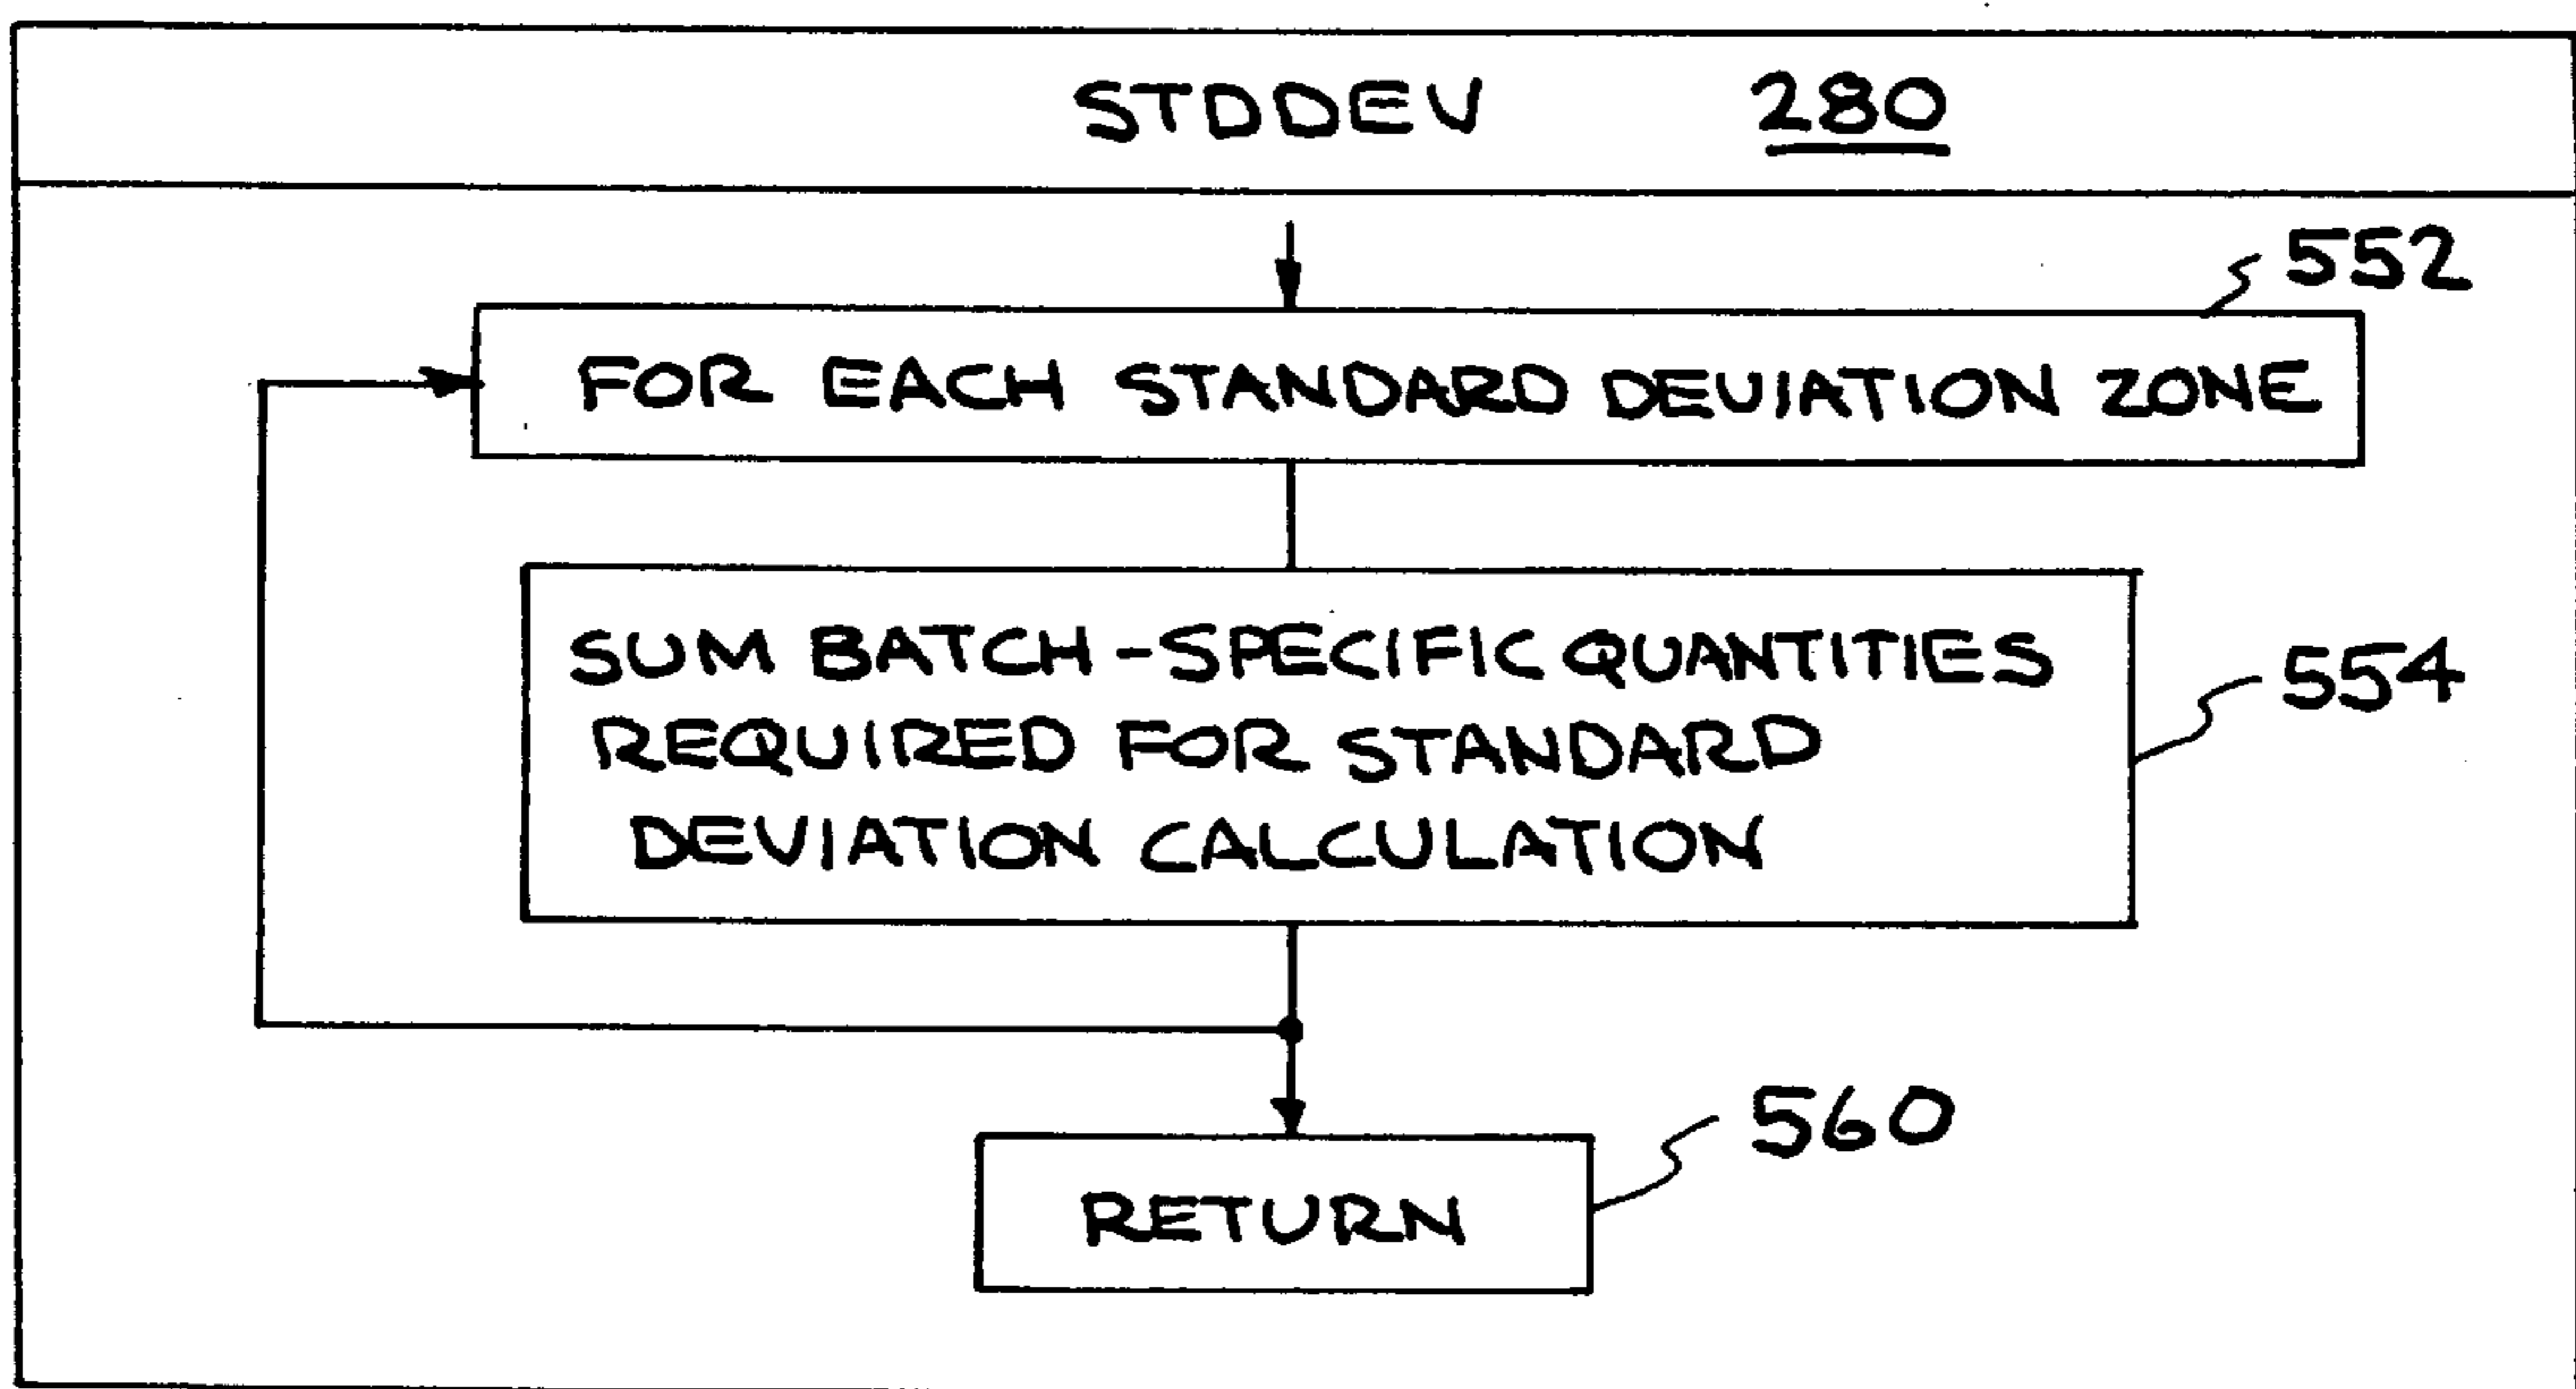 STDDEV 280
552
FOR EACH STANDARD DEVIATION ZONE
SUM BATCH-SPECIFIC QUANTITIES
REQUIRED FOR STANDARD
DEVIATION CALCULATION
554
560
RETURN